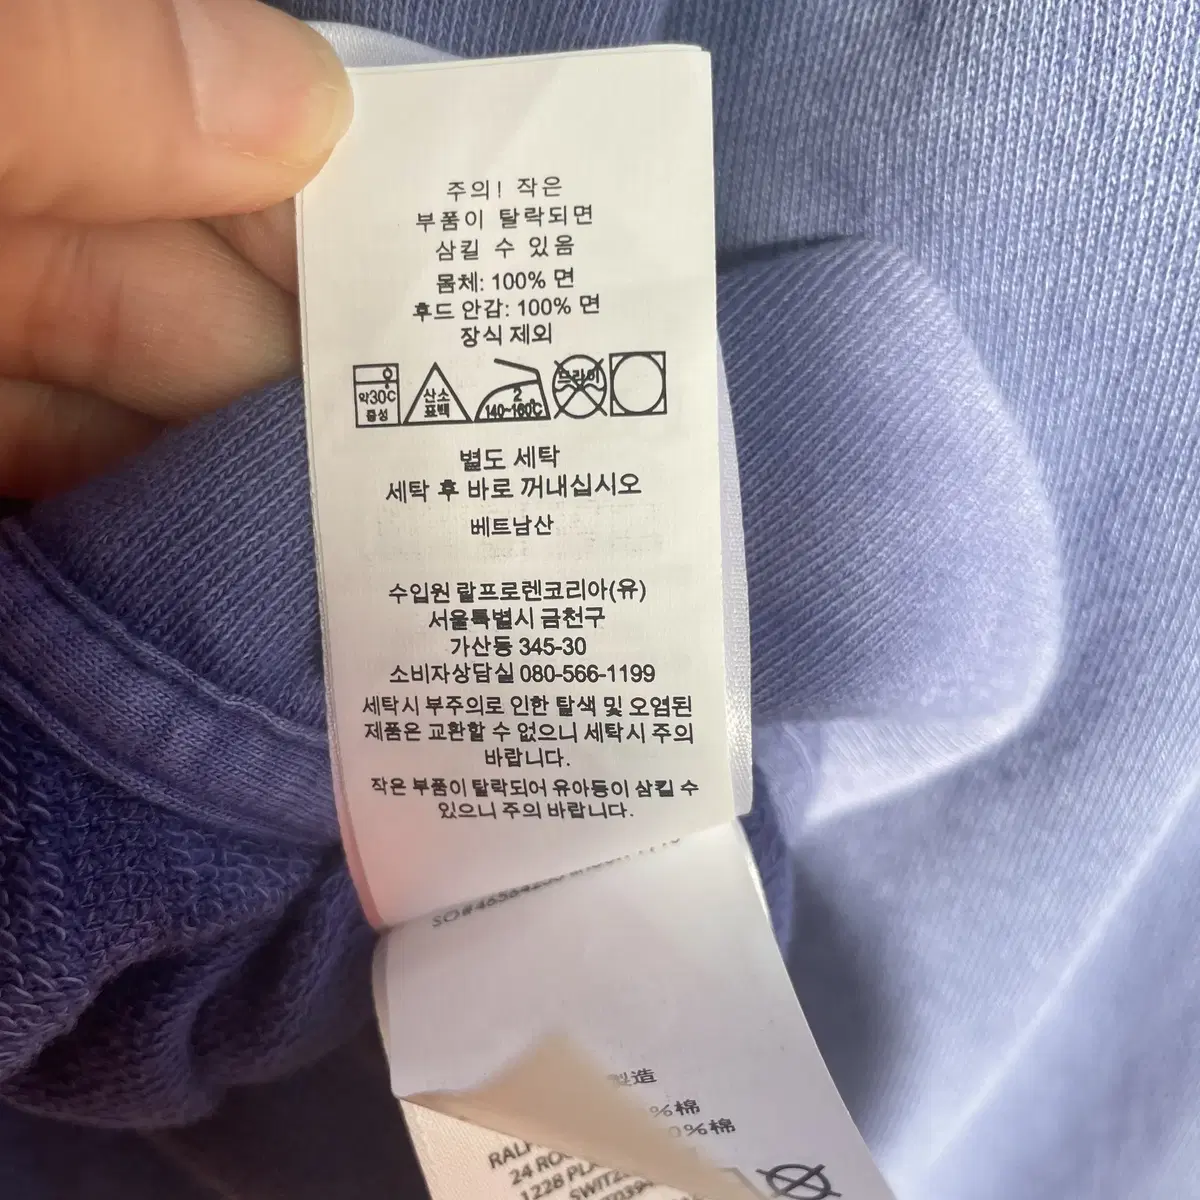 주의! 작은
부품이 탈락되면
삼킬 수 있음
몸체: 100% 면
후드 안감: 100% 면
장식 제외
약30℃
중성
산소
표백
2
140~160℃
드라이
별도 세탁
세탁 후 바로 꺼내십시오
베트남산
수입원 랄프로렌코리아(유)
서울특별시 금천구
가산동 345-30
소비자상담실 080-566-1199
세탁시 부주의로 인한 탈색 및 오염된
제품은 교환할 수 없으니 세탁시 주의
바랍니다.
작은 부품이 탈락되어 유아등이 삼킬 수
있으니 주의 바랍니다.
製造
%棉
0%棉
24
1228